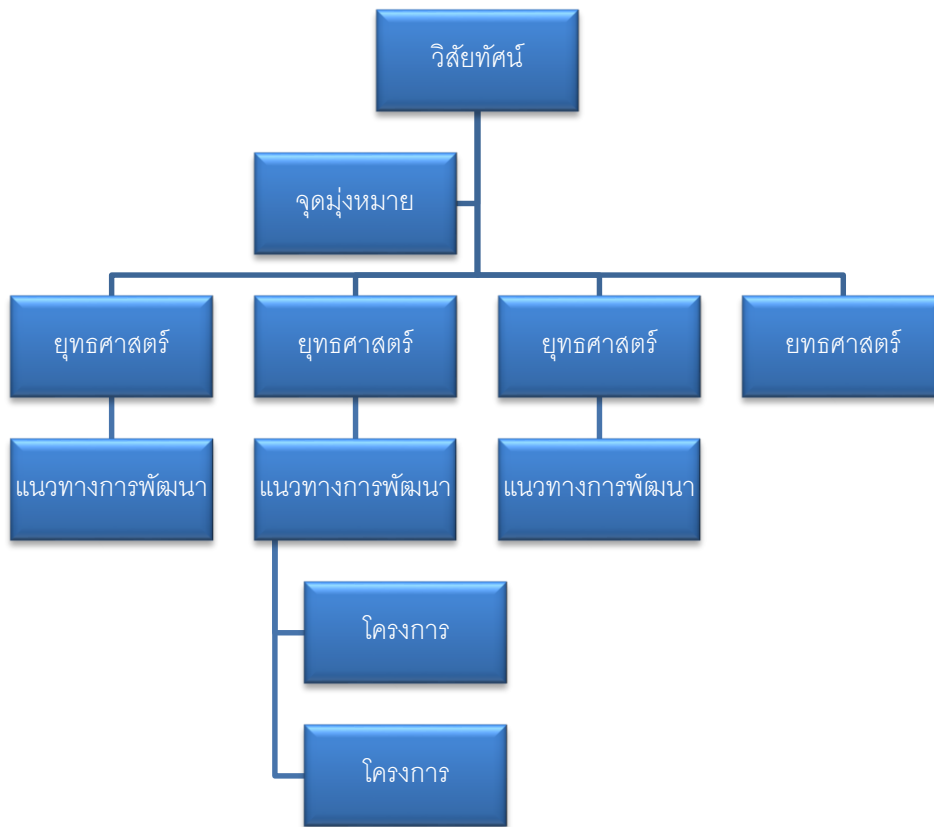 วิสัยทัศน์
จุดมุ่งหมาย
ยุทธศาสตร์
ยุทธศาสตร์
ยุทธศาสตร์
ยทธศาสตร์
แนวทางการพัฒนา
แนวทางการพัฒนา
แนวทางการพัฒนา
โครงการ
โครงการ